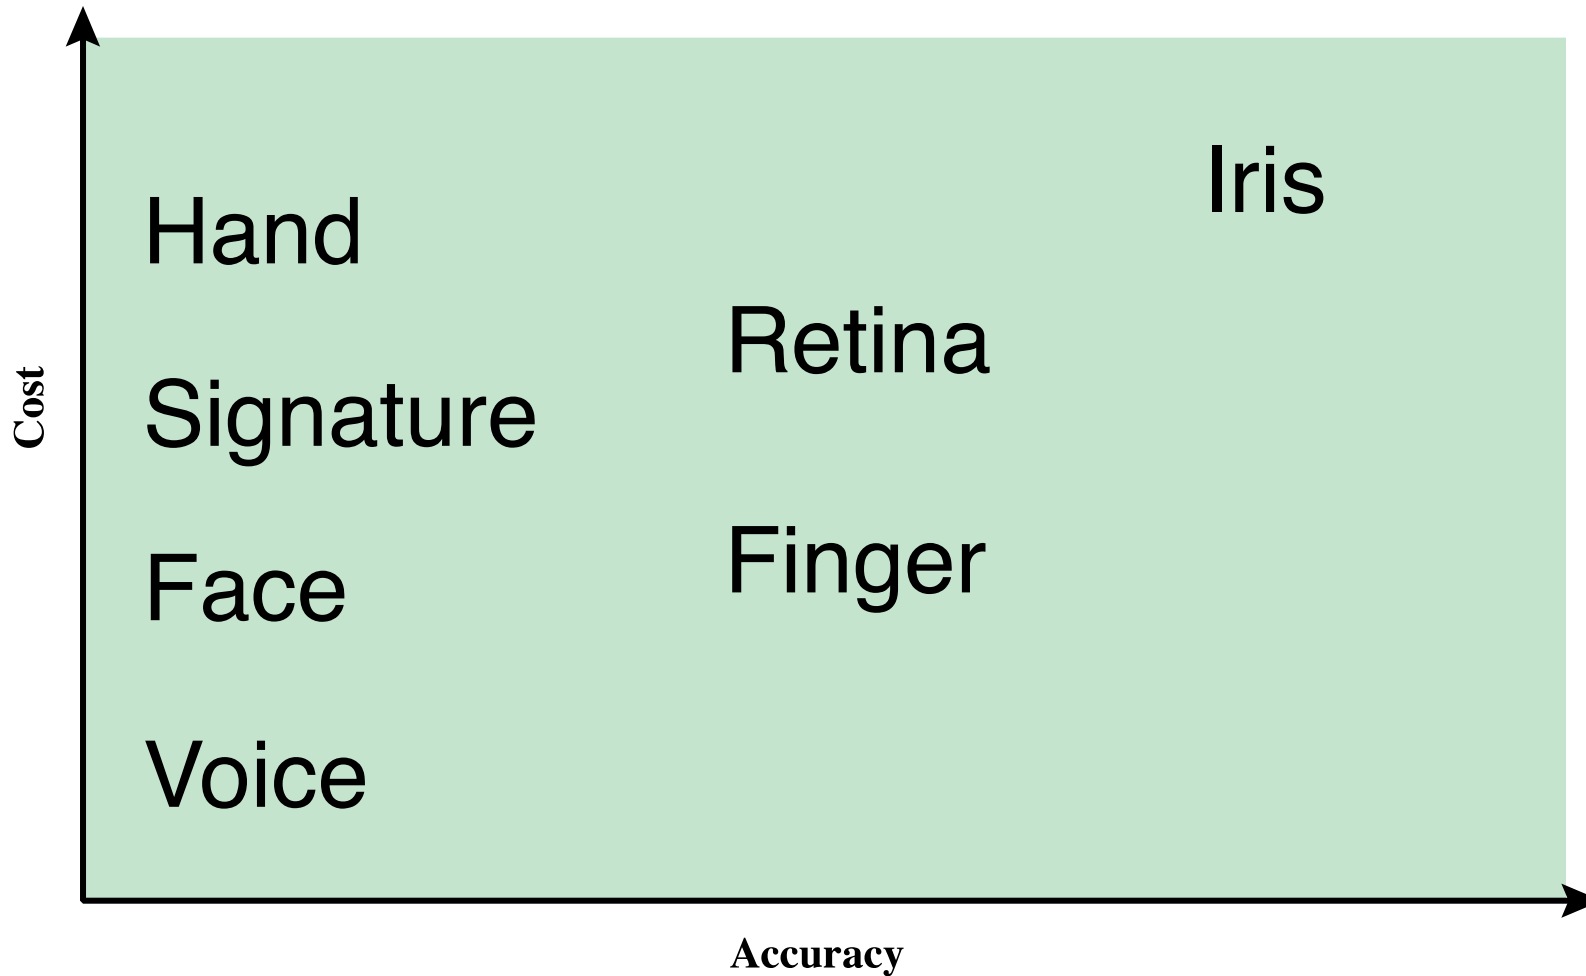 Iris
Hand
Retina
Signature
Cost
Finger
Face
Voice
Accuracy